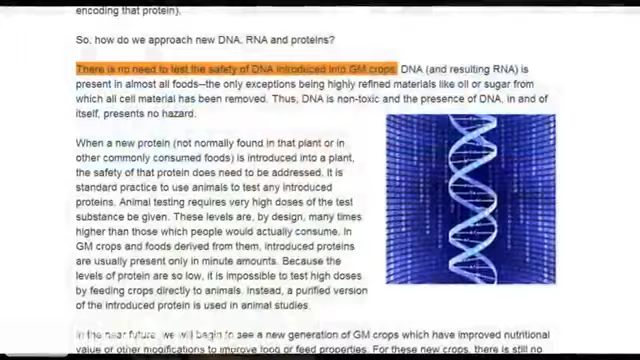 encoding that protein).
So, how do we approach new DNA, RNA and proteins?
There is no need to test the safety of DNA introduced into GM crops. DNA (and resulting RNA) is
present in almost all foods–the only exceptions being highly refined materials like oil or sugar from
which all cell material has been removed. Thus, DNA is non-toxic and the presence of DNA, in and of
itself, presents no hazard.
When a new protein (not normally found in that plant or in
other commonly consumed foods) is introduced into a plant,
the safety of that protein does need to be addressed. It is
standard practice to use animals to test any introduced
proteins. Animal testing requires very high doses of the test
substance be given. These levels are, by design, many times
higher than those which people would actually consume. In
GM crops and foods derived from them, introduced proteins
are usually present only in minute amounts. Because the
levels of protein are so low, it is impossible to test high doses
by feeding crops directly to animals. Instead, a purified version
of the introduced protein is used in animal studies.
In the near future, we will begin to see a new generation of GM crops which have improved nutritional
value or other modifications to improve food or feed properties. For these new crops, there is still no